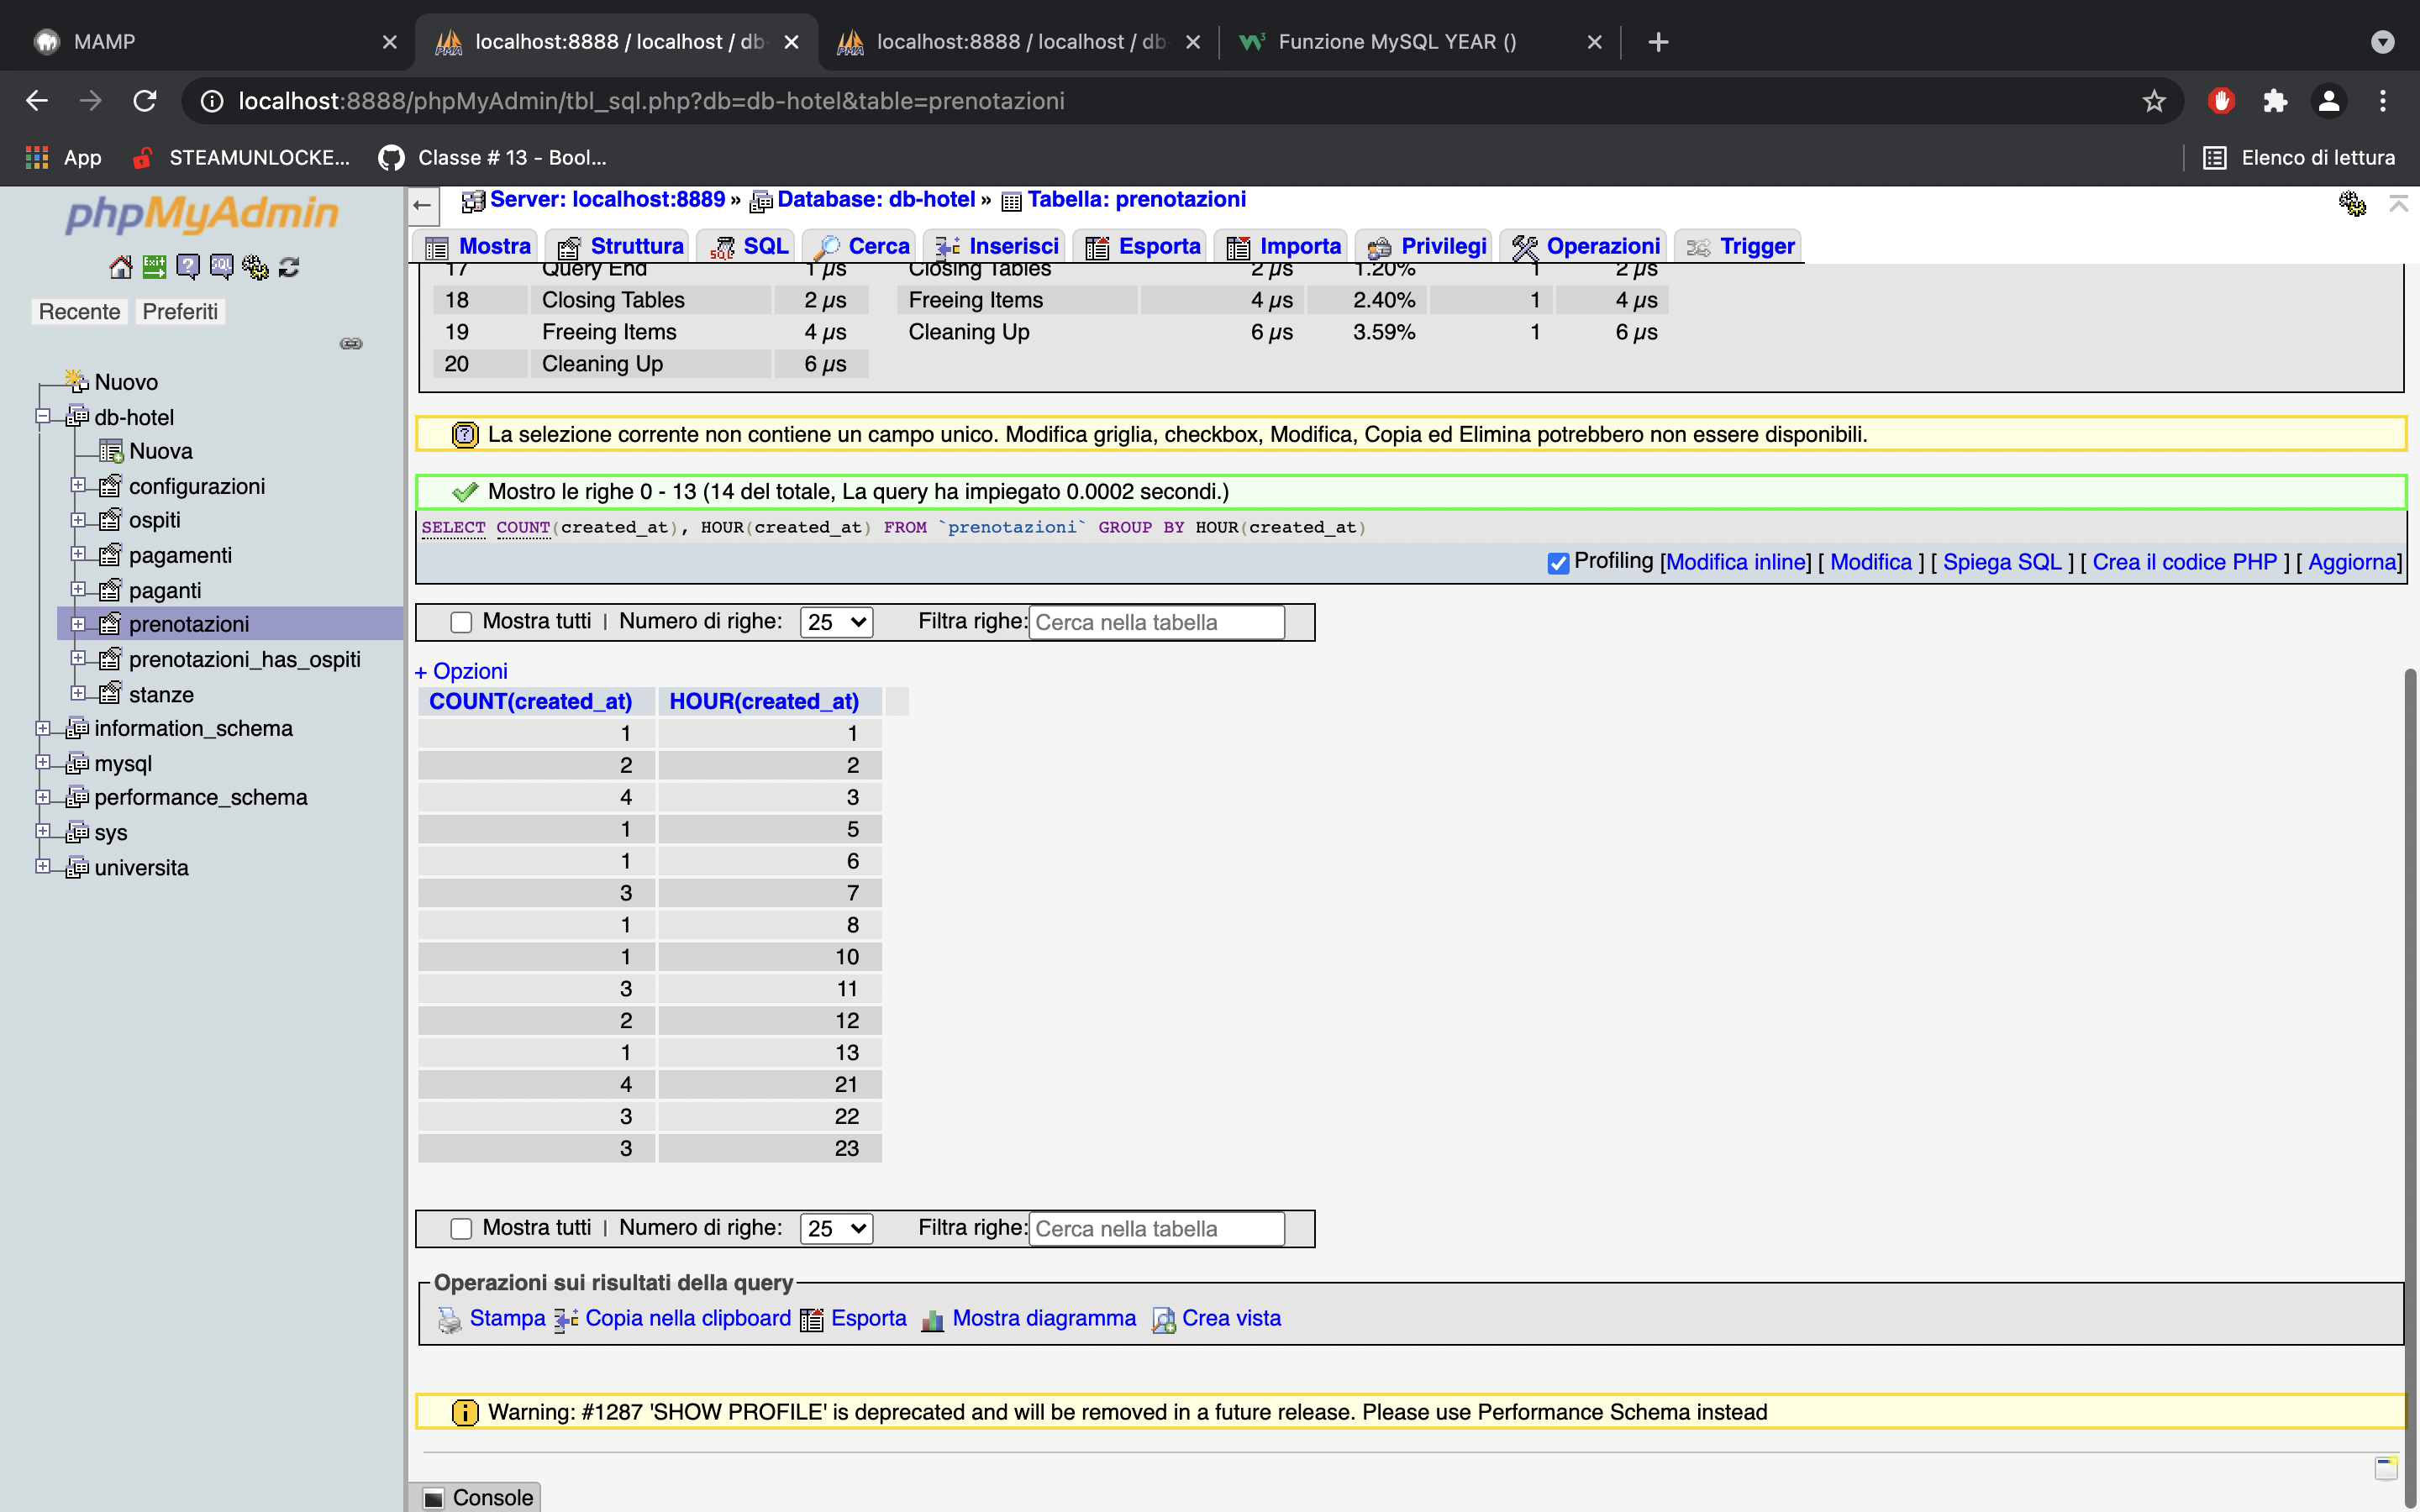 MAMP
localhost:8888 / localhost / db-
localhost:8888 / localhost / db-
Funzione MySQL YEAR ()
localhost:8888/phpMyAdmin/tbl_sql.php?db=db-hotel&table=prenotazioni
App
STEAMUNLOCKE...
Classe # 13 - Bool...
Elenco di lettura
phpMyAdmin
Recente Preferiti
Nuovo
db-hotel
Nuova
configurazioni
ospiti
pagamenti
paganti
prenotazioni
prenotazioni_has_ospiti
stanze
information_schema
mysql
performance_schema
sys
universita
Server: localhost:8889 » Database: db-hotel » Tabella: prenotazioni
Mostra Struttura SQL Cerca Inserisci Esporta Importa Privilegi Operazioni Trigger
17 Query End 1 µs Closing Tables 2 µs 1.20% 1 2 µs
18 Closing Tables 2 µs Freeing Items 4 µs 2.40% 1 4 µs
19 Freeing Items 4 µs Cleaning Up 6 µs 3.59% 1 6 µs
20 Cleaning Up 6 µs
La selezione corrente non contiene un campo unico. Modifica griglia, checkbox, Modifica, Copia ed Elimina potrebbero non essere disponibili.
Mostro le righe 0 - 13 (14 del totale, La query ha impiegato 0.0002 secondi.)
SELECT COUNT(created_at), HOUR(created_at) FROM `prenotazioni` GROUP BY HOUR(created_at)
Profiling [Modifica inline] [ Modifica ] [ Spiega SQL ] [ Crea il codice PHP ] [ Aggiorna]
Mostra tutti | Numero di righe: 25 Filtra righe: Cerca nella tabella
+ Opzioni
COUNT(created_at) HOUR(created_at)
1 1
2 2
4 3
1 5
1 6
3 7
1 8
1 10
3 11
2 12
1 13
4 21
3 22
3 23
Mostra tutti | Numero di righe: 25 Filtra righe: Cerca nella tabella
Operazioni sui risultati della query
Stampa Copia nella clipboard Esporta Mostra diagramma Crea vista
Warning: #1287 'SHOW PROFILE' is deprecated and will be removed in a future release. Please use Performance Schema instead
Console